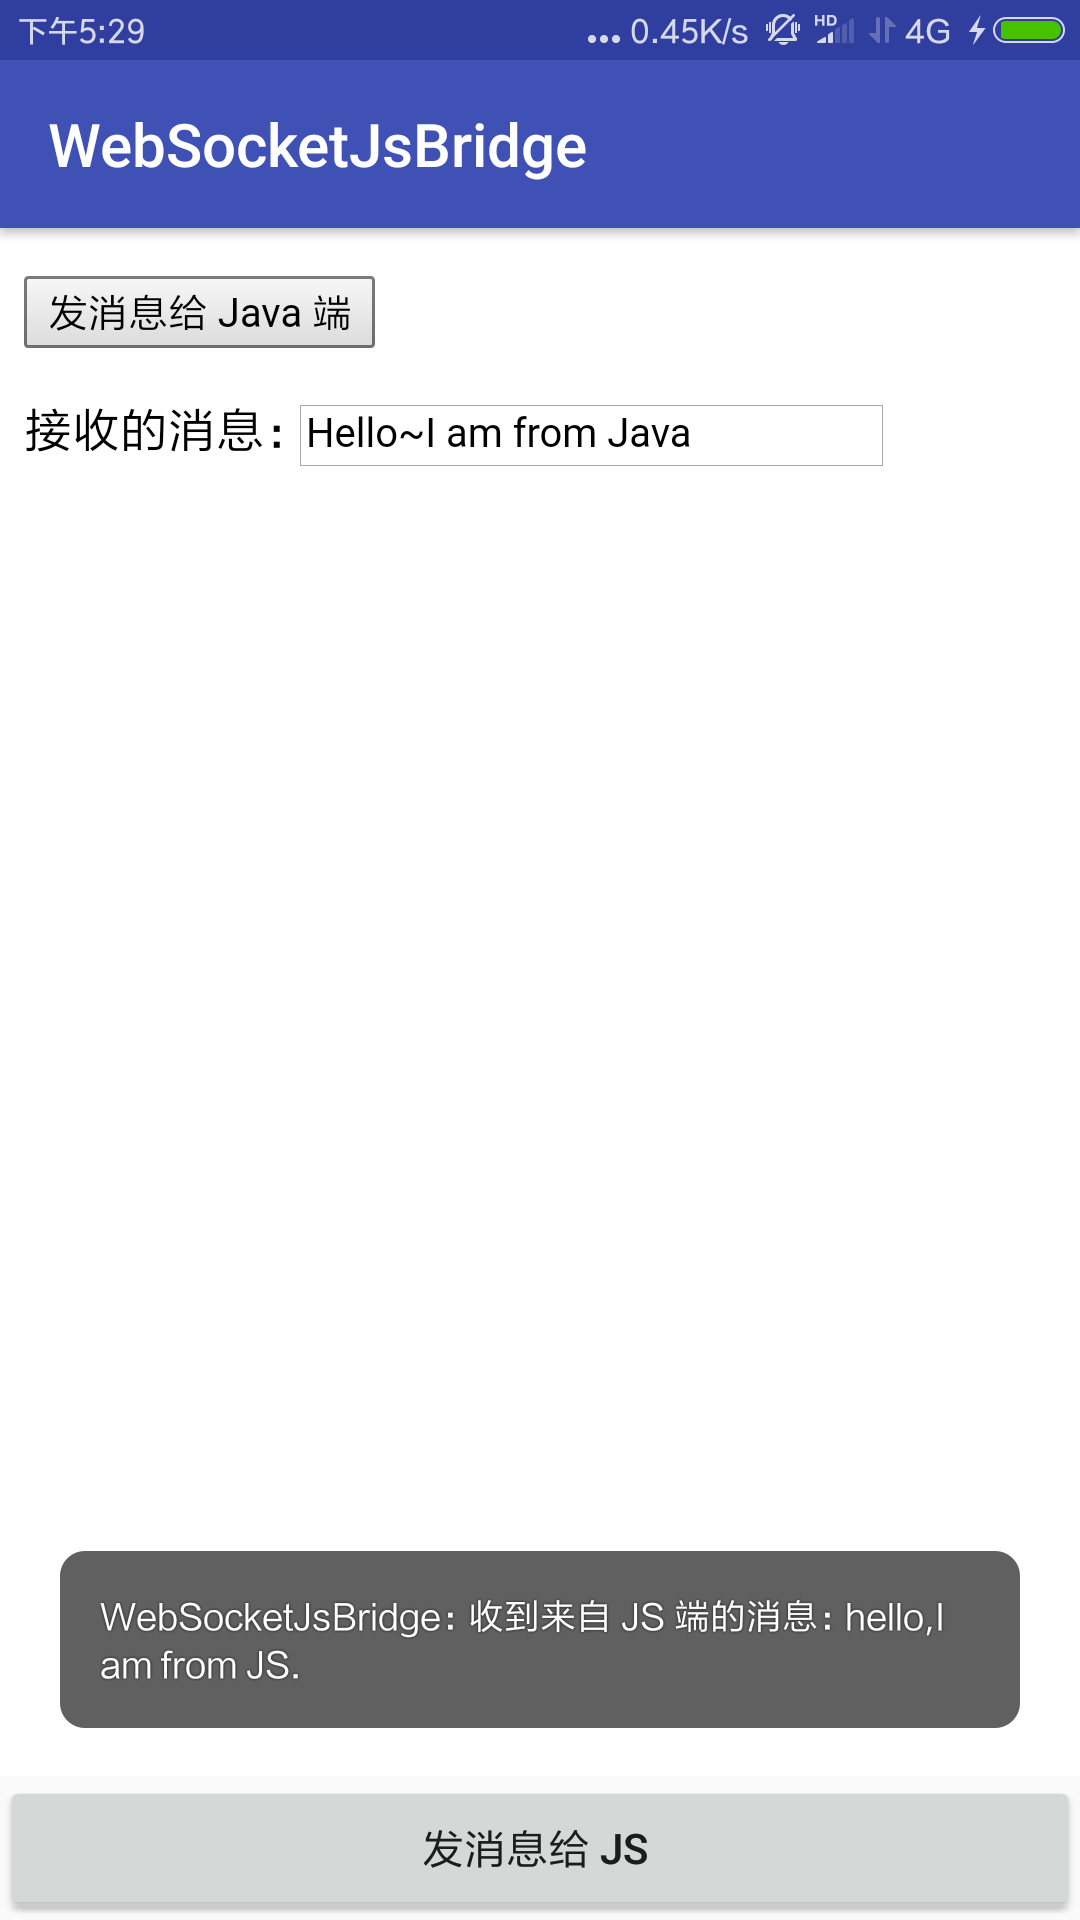 下午5:29 ... 0.45K/s HD 4G
WebSocketJsBridge
发消息给 Java 端
接收的消息：Hello~I am from Java
WebSocketJsBridge：收到来自 JS 端的消息：hello,I
am from JS.
发消息给 JS